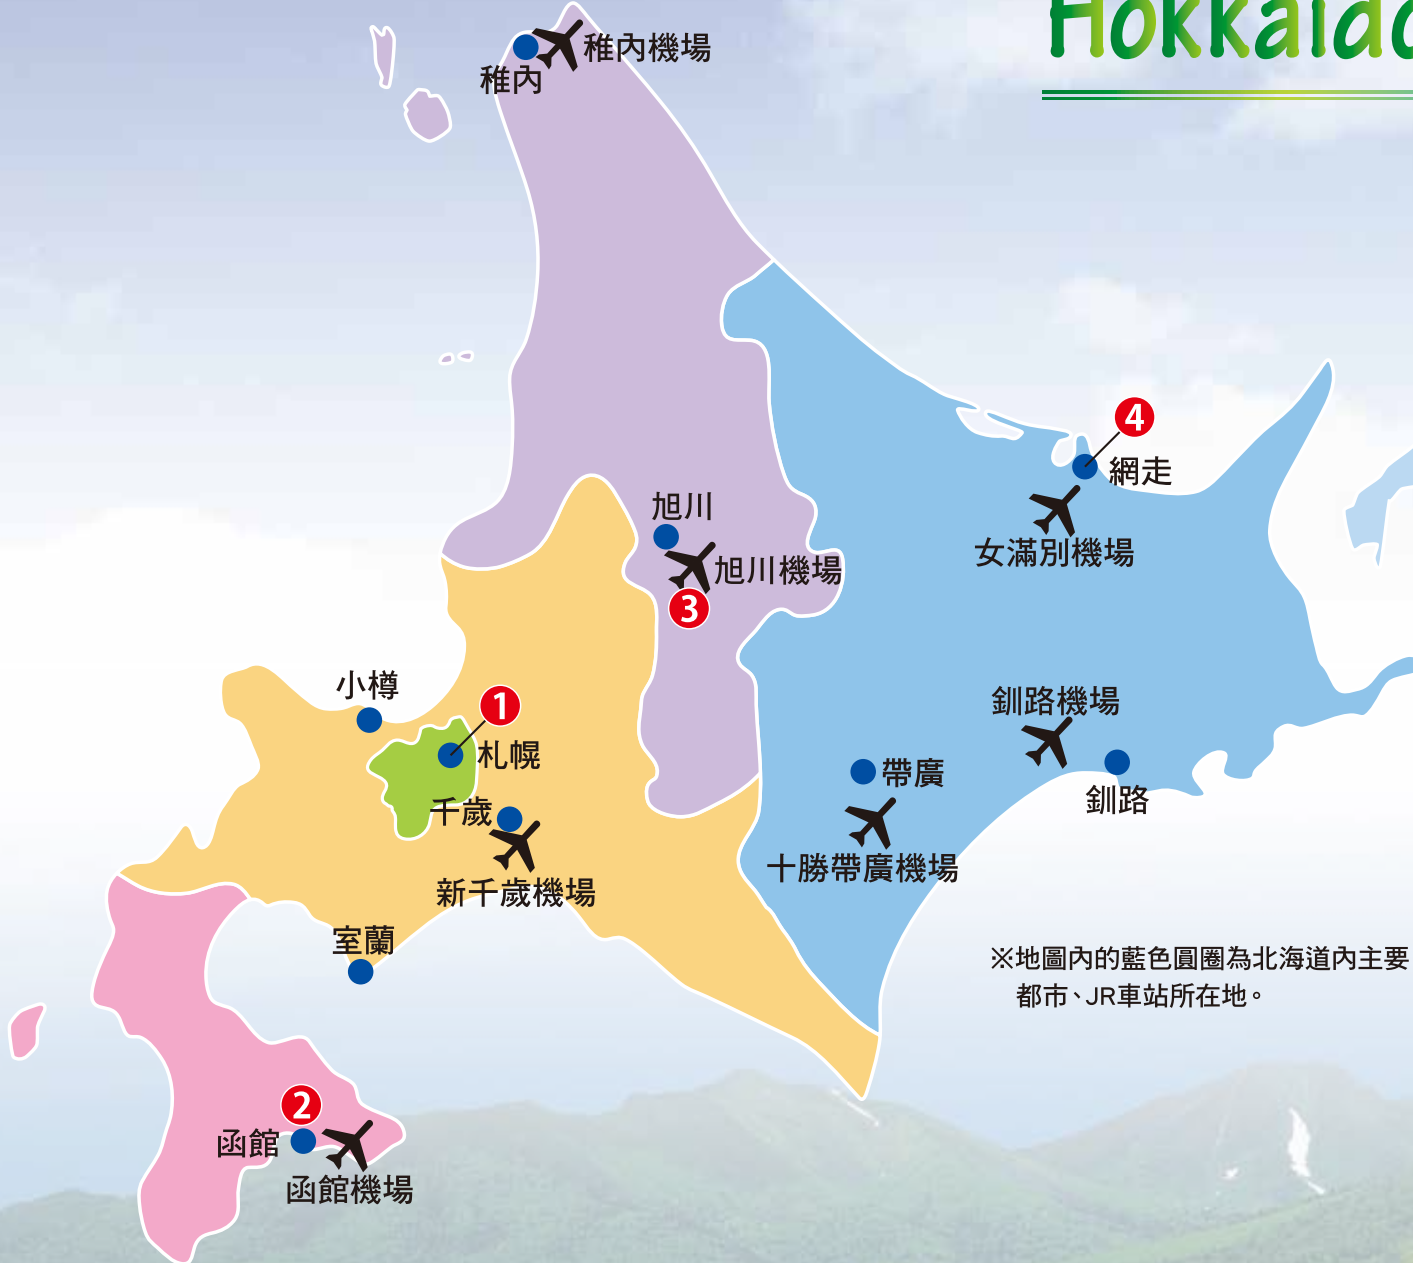 Hokkaido
稚內機場
稚內
4
網走
女滿別機場
旭川
旭川機場
3
小樽
1
札幌
釧路機場
釧路
帶廣
十勝帶廣機場
千歲
新千歲機場
室蘭
※地圖內的藍色圓圈為北海道內主要
都市、JR車站所在地。
2
函館
函館機場